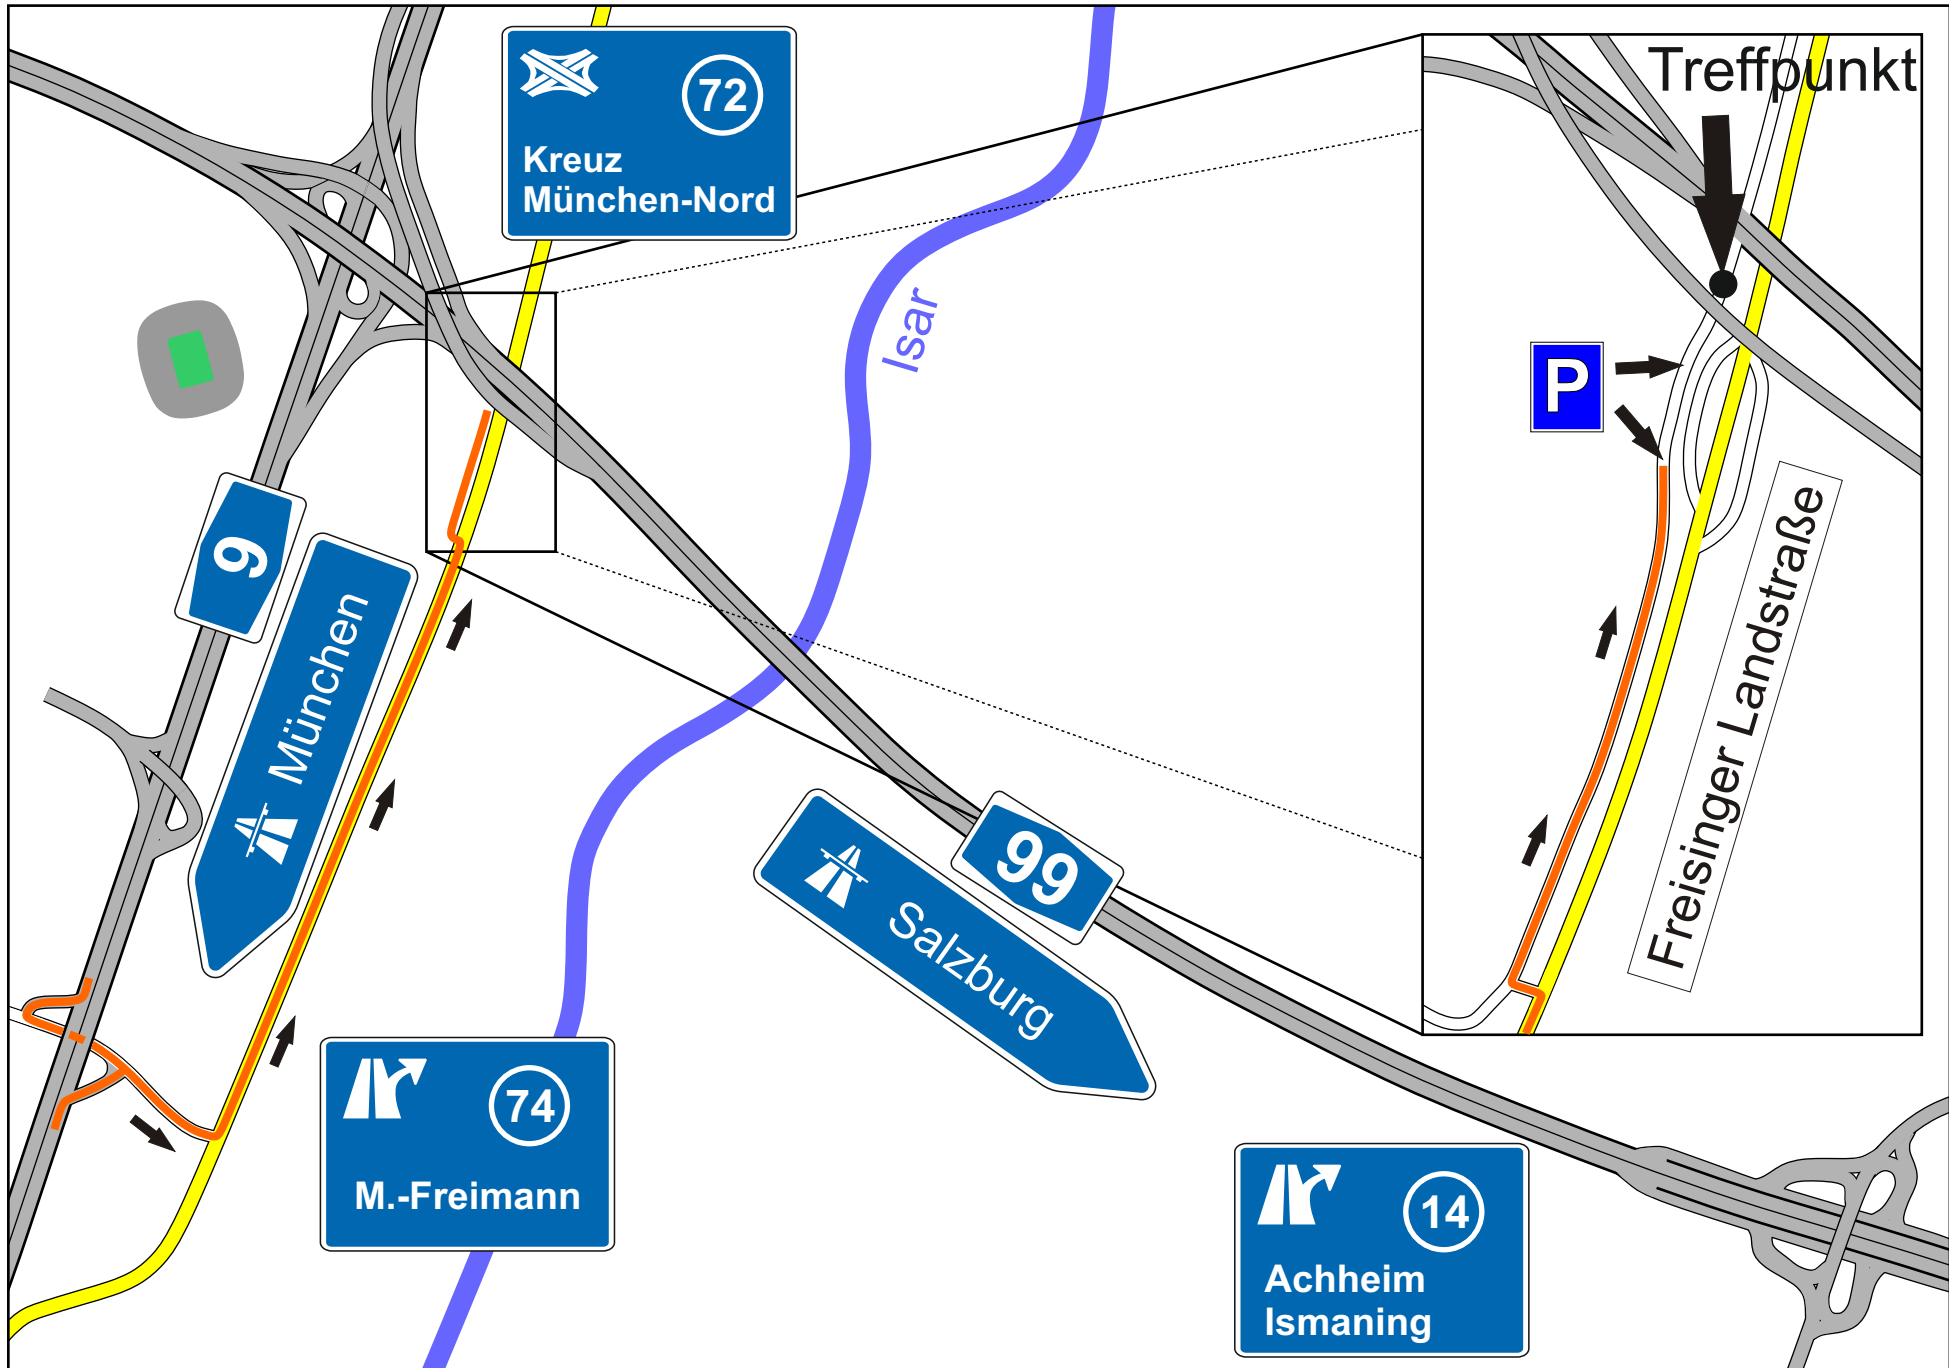 Treffpunkt
72
Kreuz
München-Nord
Isar
P
9
München
Freisinger Landstraße
99
Salzburg
74
M.-Freimann
14
Achheim
Ismaning